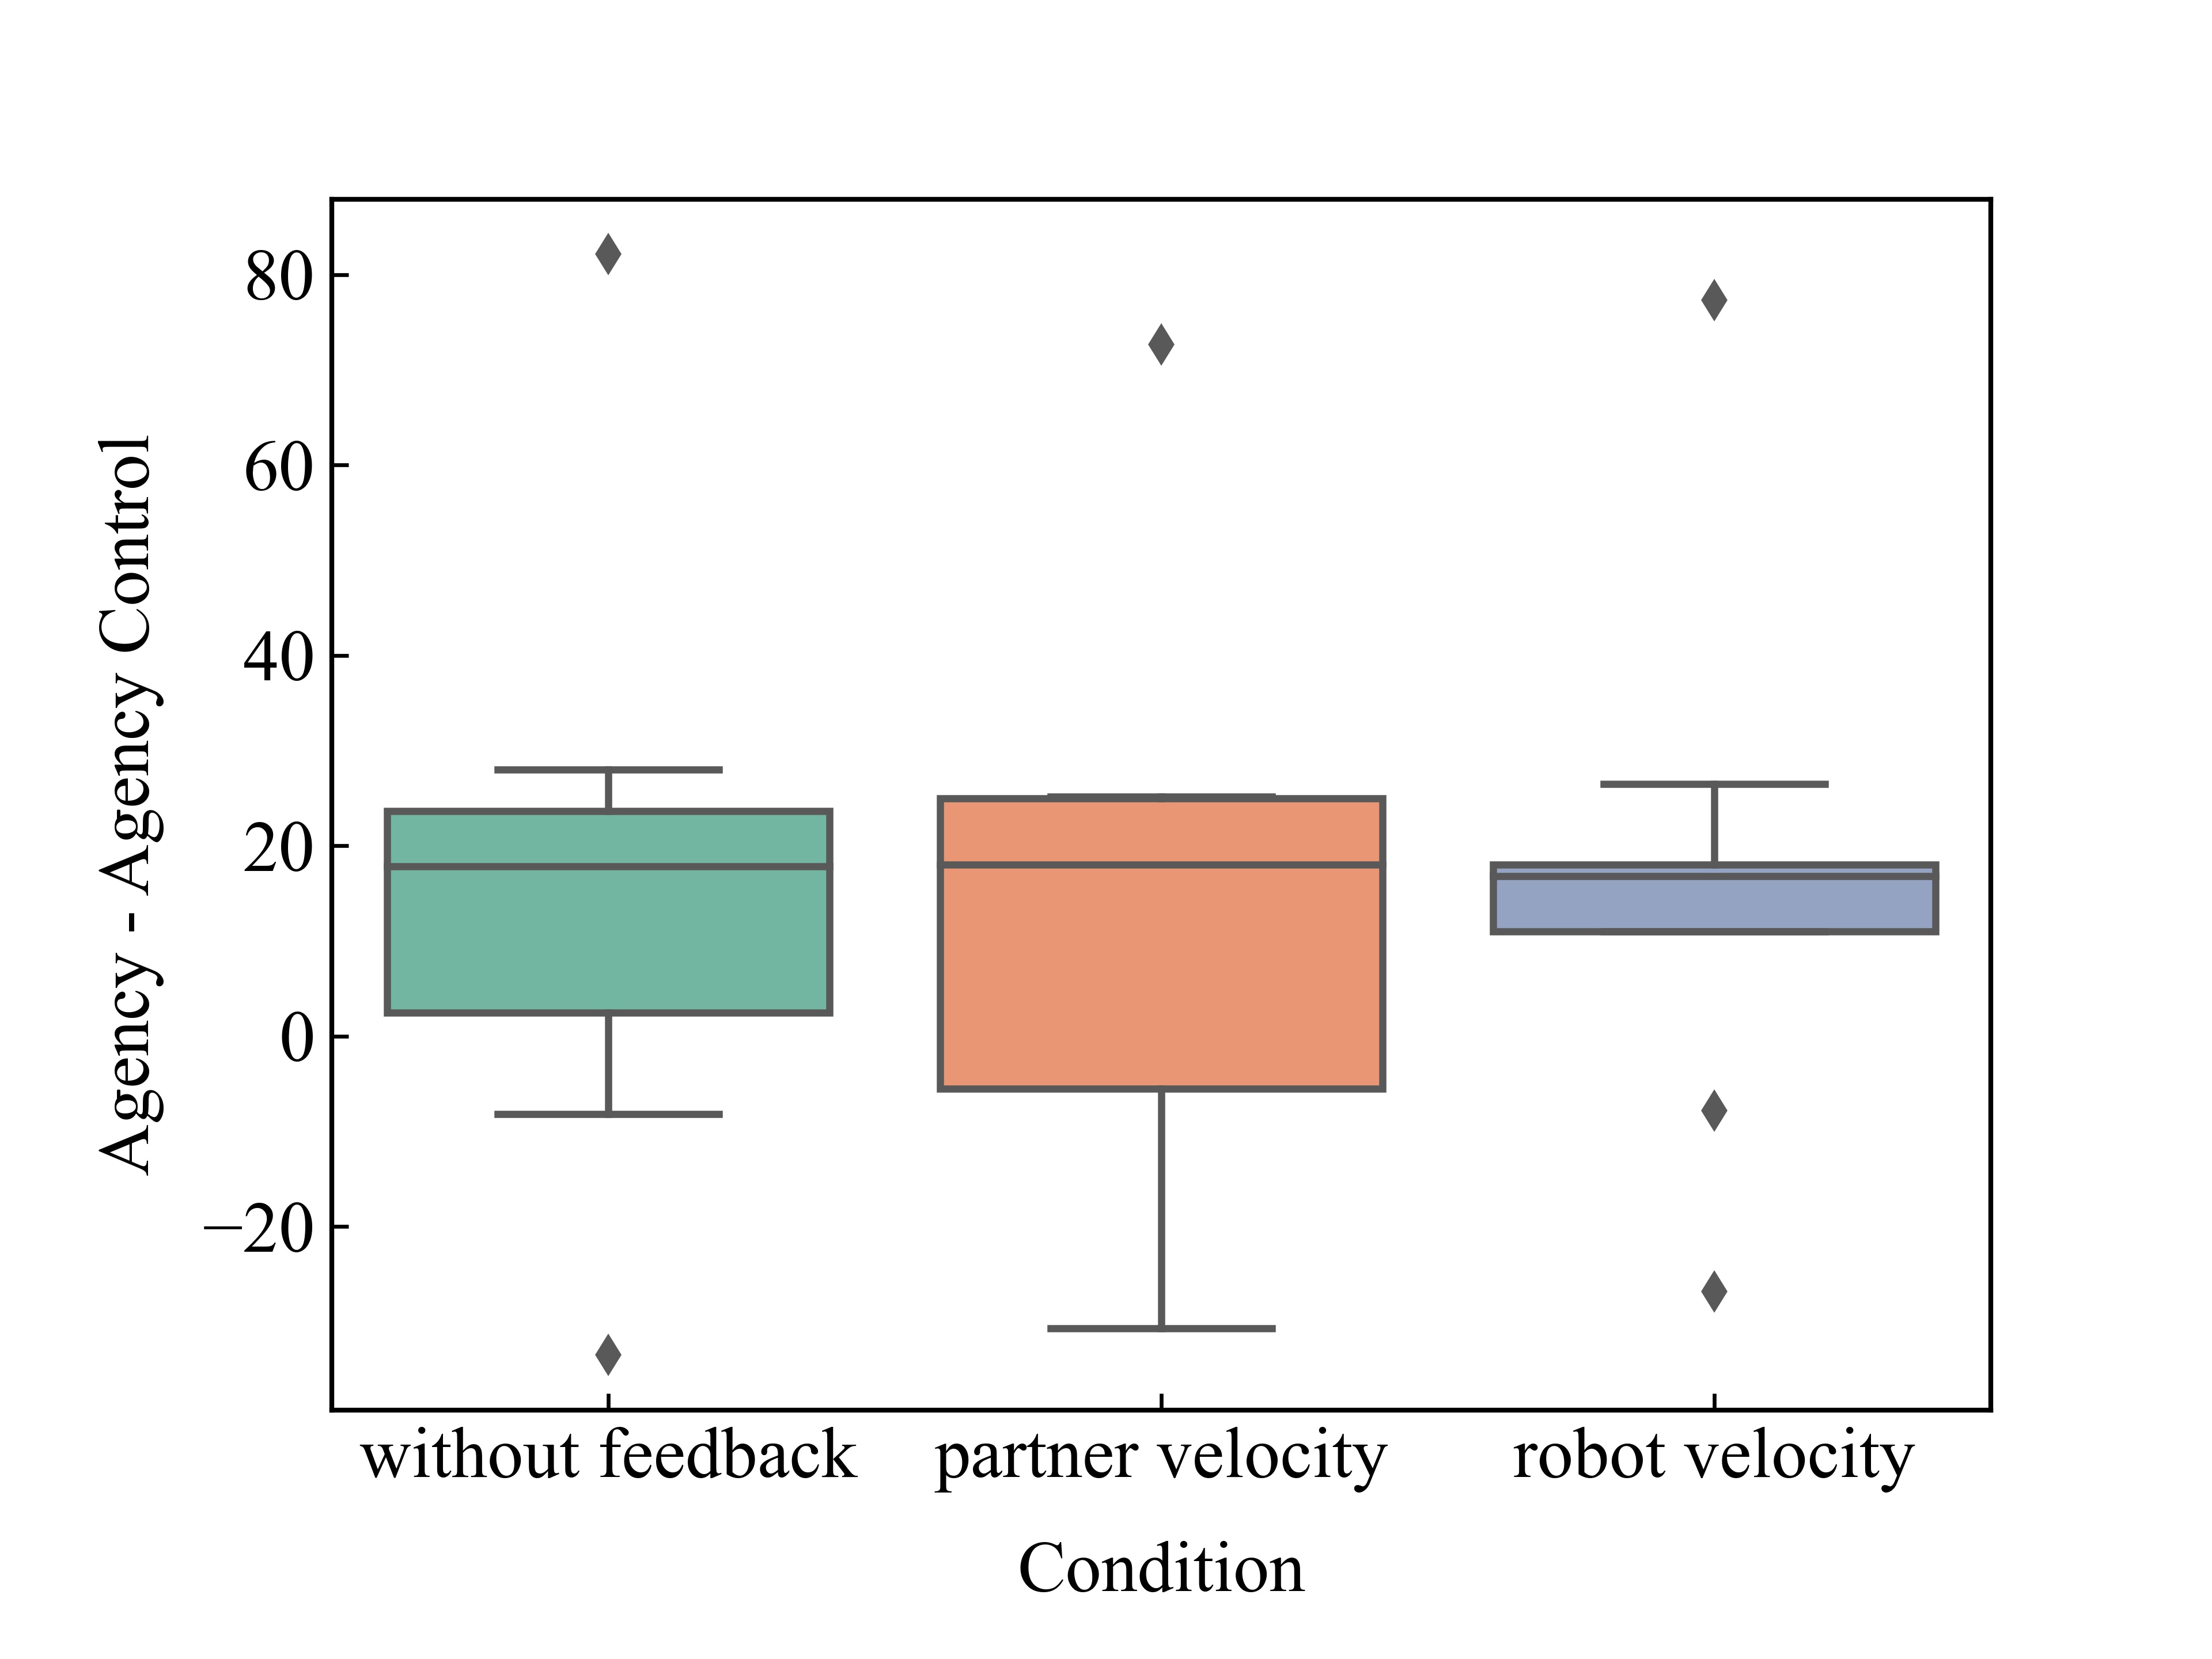 Agency - Agency Control
80
60
40
20
0
−20
without feedback
partner velocity
robot velocity
Condition